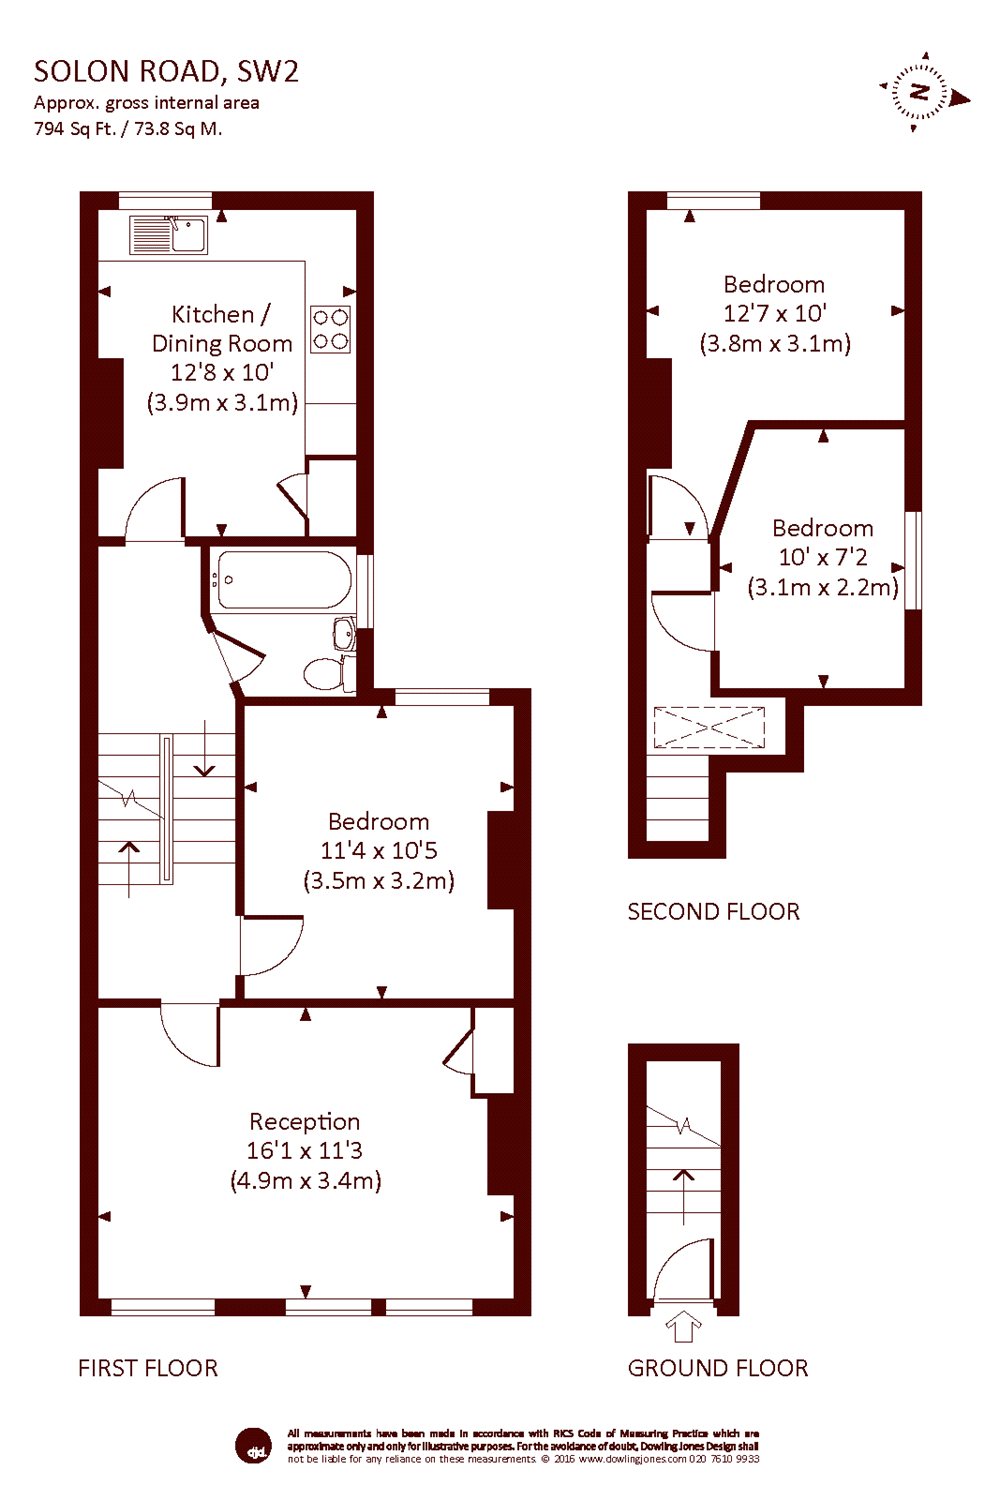 SOLON ROAD, SW2
Approx. gross internal area
794 Sq Ft. / 73.8 Sq M.
N
Kitchen /
Dining Room
12'8 x 10'
(3.9m x 3.1m)
Bedroom
12'7 x 10'
(3.8m x 3.1m)
Bedroom
10' x 7'2
(3.1m x 2.2m)
Bedroom
11'4 x 10'5
(3.5m x 3.2m)
SECOND FLOOR
Reception
16'1 x 11'3
(4.9m x 3.4m)
FIRST FLOOR
GROUND FLOOR
djd.
All measurements have been made in accordance with RICS Code of Measuring Practice which are
approximate only and only for illustrative purposes. For the avoidance of doubt, Dowling Jones Design shall
not be liable for any reliance on these measurements. © 2016 www.dowlingjones.com 020 7610 9933